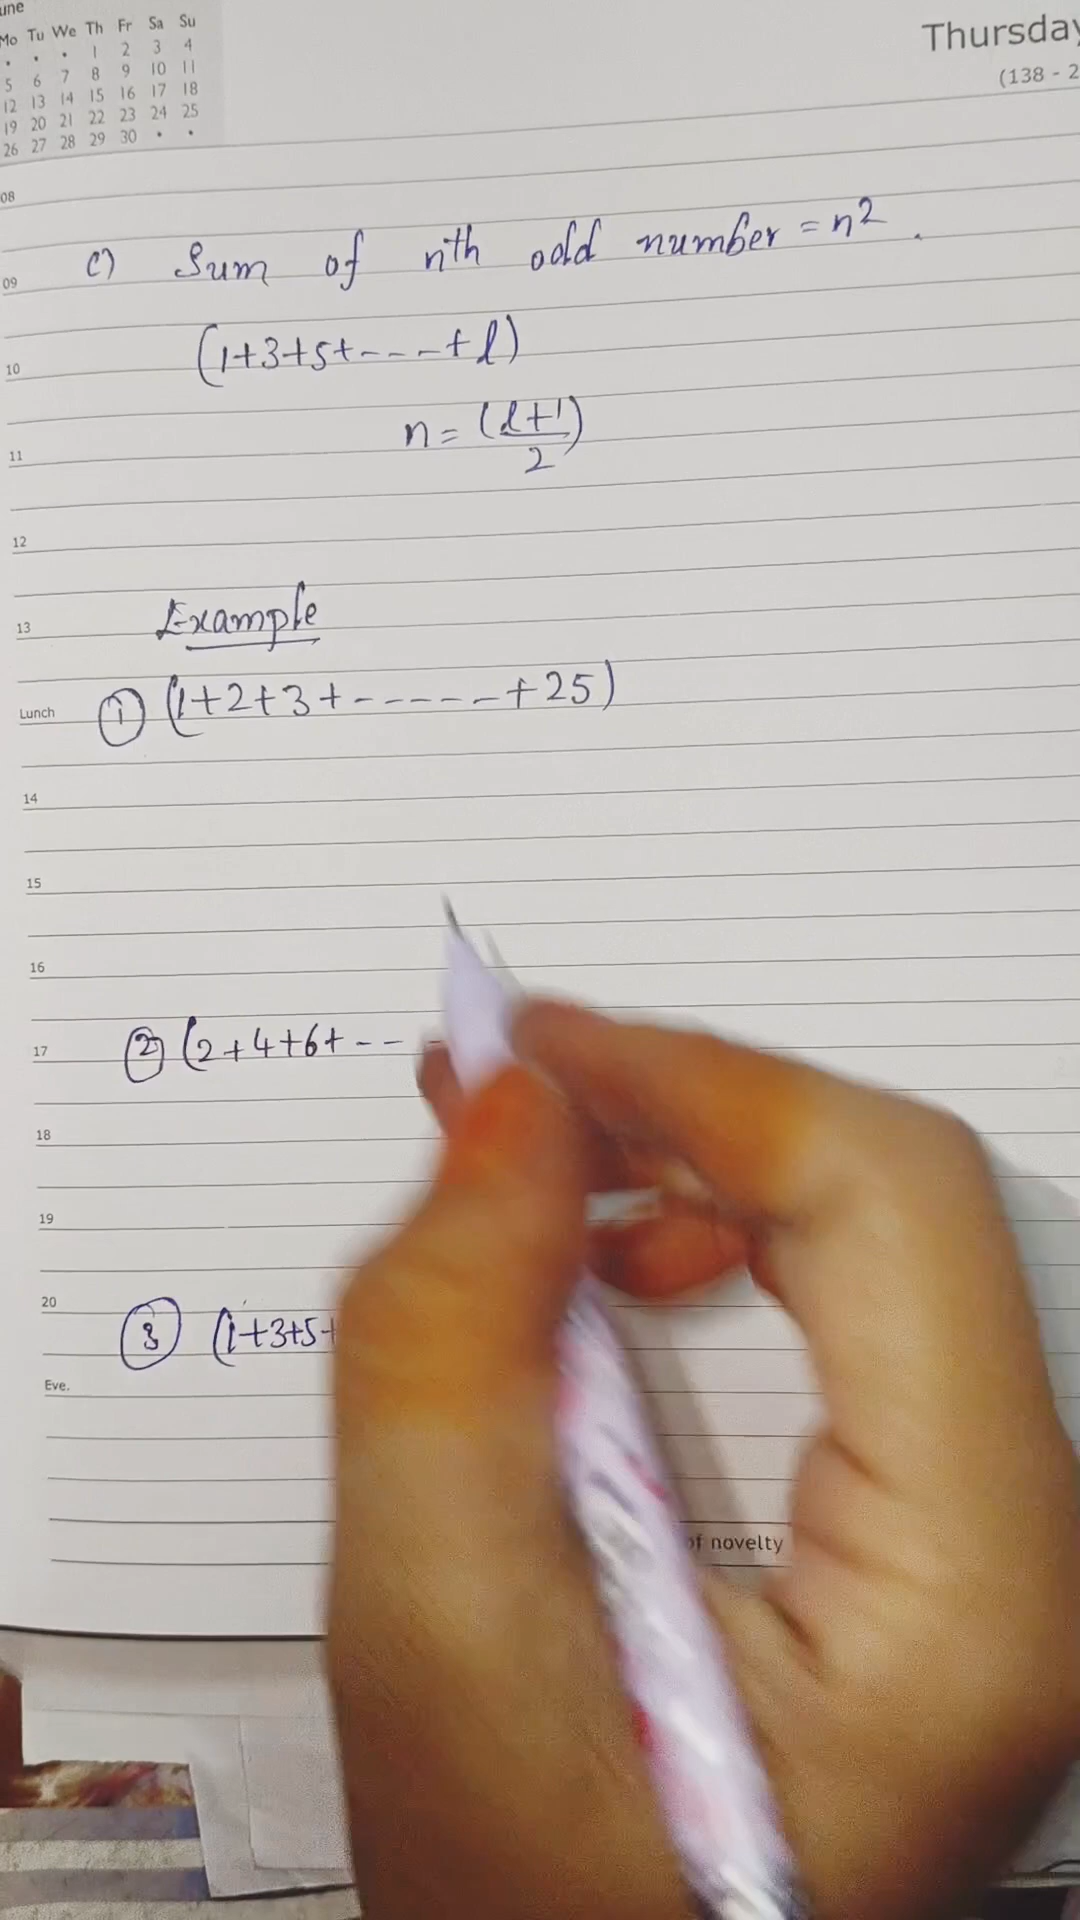 une
Mo Tu We Th Fr Sa Su
• • • 1 2 3 4
5 6 7 8 9 10 11
12 13 14 15 16 17 18
19 20 21 22 23 24 25
26 27 28 29 30 • •
Thursday
(138 - 2
08
c) Sum of nth odd number = n² .
09
(1+3+5+----+l)
10
n = (l+1)/2
11
12
Example
13
① (1+2+3+------+25)
Lunch
14
15
16
② (2+4+6+--
17
18
19
20
③ (1+3+5+
Eve.
of novelty